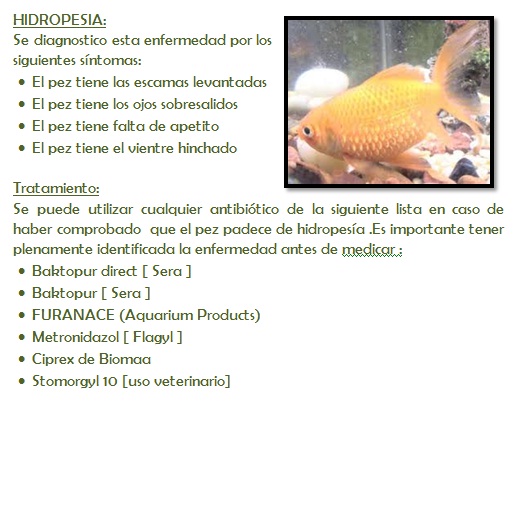 HIDROPESIA:
Se diagnostico esta enfermedad por los
siguientes síntomas:
• El pez tiene las escamas levantadas
• El pez tiene los ojos sobresalidos
• El pez tiene falta de apetito
• El pez tiene el vientre hinchado
Tratamiento:
Se puede utilizar cualquier antibiótico de la siguiente lista en caso de
haber comprobado que el pez padece de hidropesía .Es importante tener
plenamente identificada la enfermedad antes de medicar :
• Baktopur direct [ Sera ]
• Baktopur [ Sera ]
• FURANACE (Aquarium Products)
• Metronidazol [ Flagyl ]
• Ciprex de Biomaa
• Stomorgyl 10 [uso veterinario]